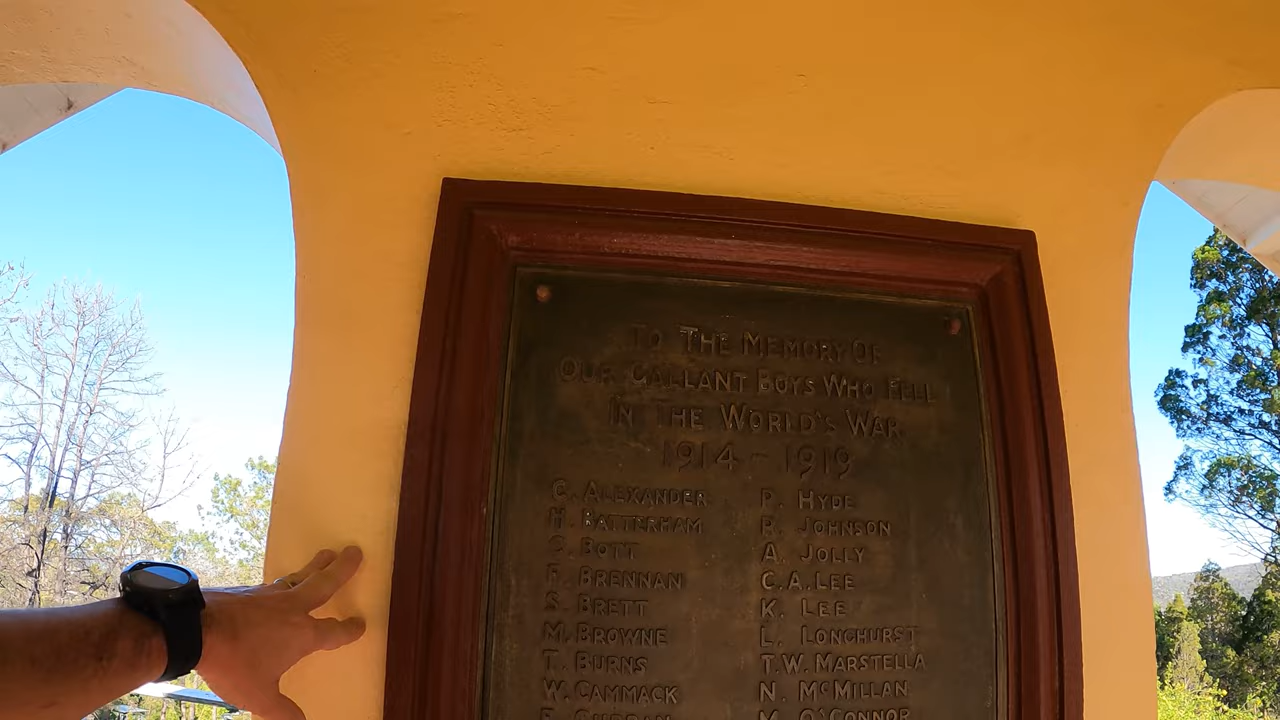 TO THE MEMORY OF
OUR GALLANT BOYS WHO FELL
IN THE WORLD'S WAR
1914 - 1919
C. ALEXANDER
H. BATTERHAM
S. BOTT
F. BRENNAN
S. BRETT
M. BROWNE
T. BURNS
W. CAMMACK
P. HYDE
R. JOHNSON
A. JOLLY
C.A. LEE
K. LEE
L. LONGHURST
T.W. MARSTELLA
N. McMILLAN
M. O'CONNOR